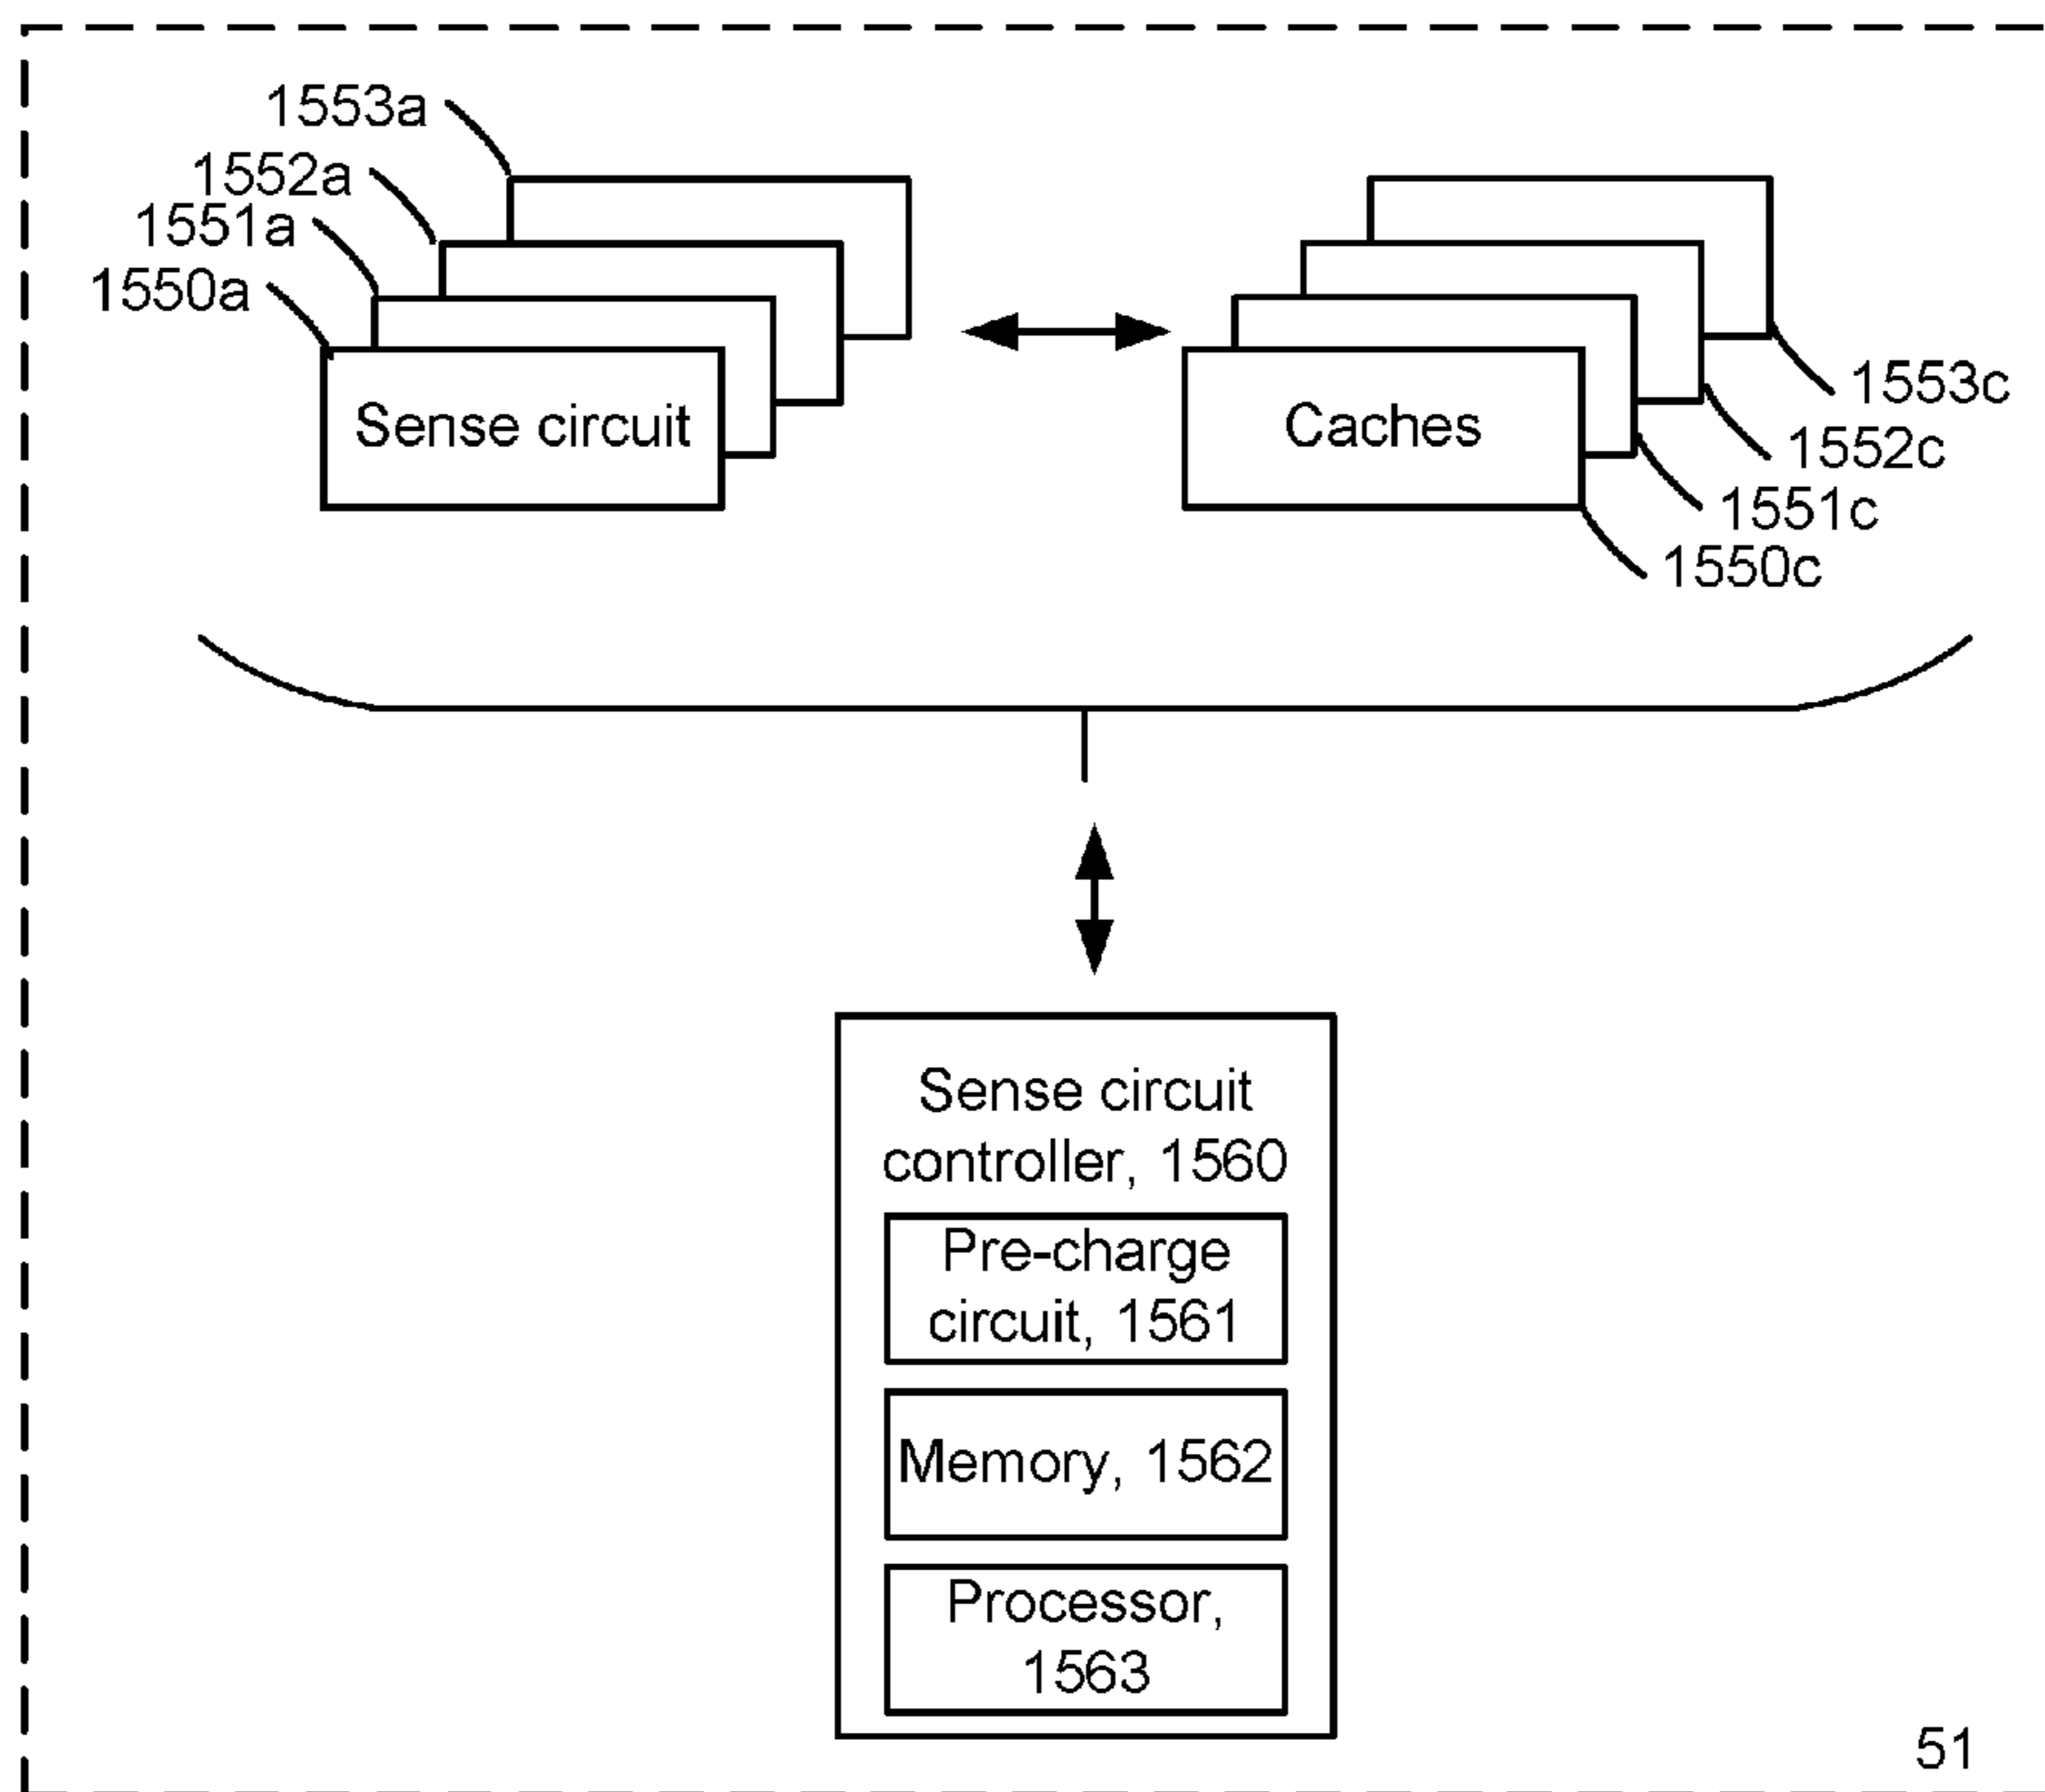 1553a
1552a
1551a
1550a
Sense circuit
Caches
1553c
1552c
1551c
1550c
Sense circuit
controller, 1560
Pre-charge
circuit, 1561
Memory, 1562
Processor,
1563
51